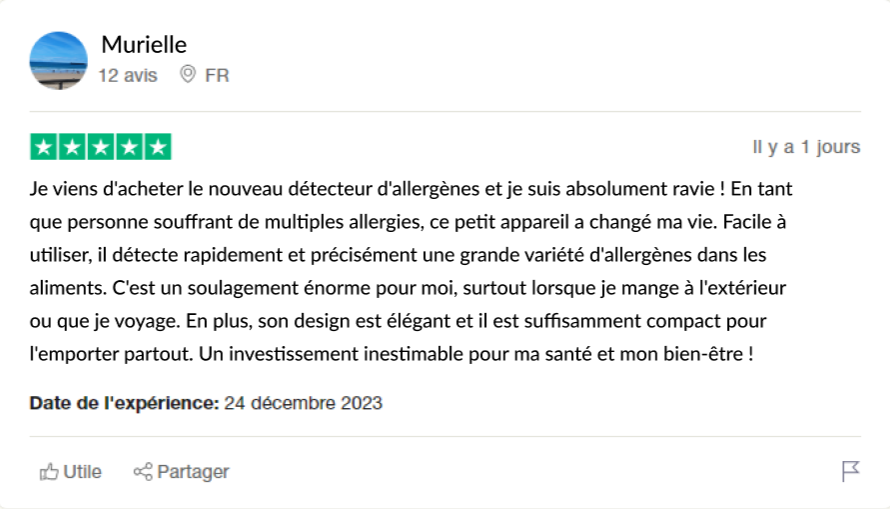 Murielle
12 avis FR
Il y a 1 jours
Je viens d'acheter le nouveau détecteur d'allergènes et je suis absolument ravie ! En tant
que personne souffrant de multiples allergies, ce petit appareil a changé ma vie. Facile à
utiliser, il détecte rapidement et précisément une grande variété d'allergènes dans les
aliments. C'est un soulagement énorme pour moi, surtout lorsque je mange à l'extérieur
ou que je voyage. En plus, son design est élégant et il est suffisamment compact pour
l'emporter partout. Un investissement inestimable pour ma santé et mon bien-être !
Date de l'expérience: 24 décembre 2023
Utile Partager